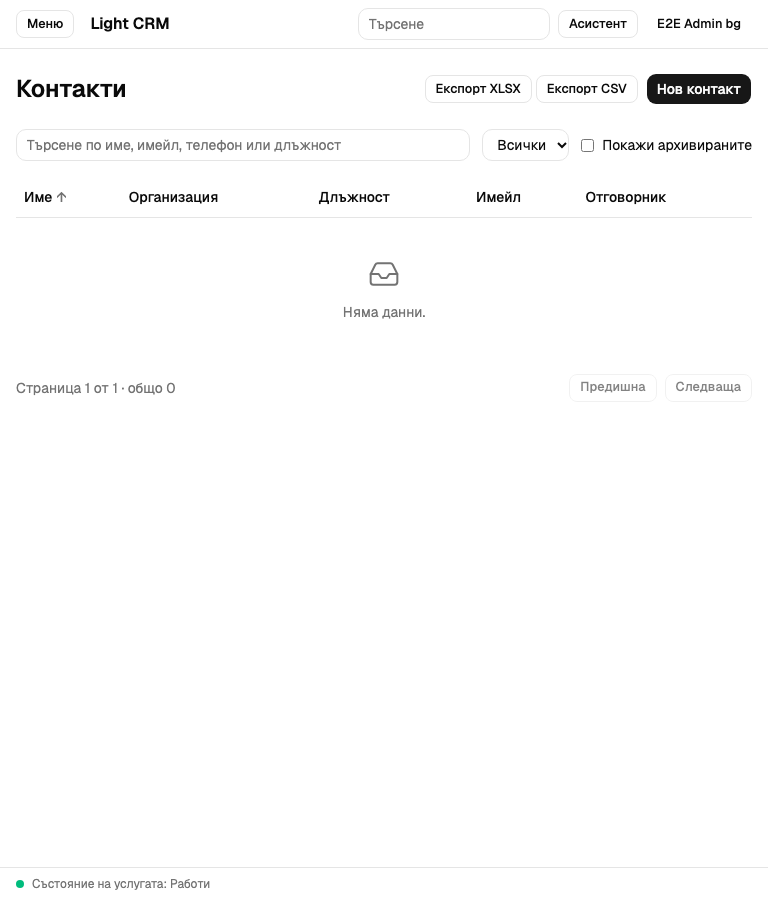 Меню
Light CRM
Търсене
Асистент
E2E Admin bg
Контакти
Експорт XLSX
Експорт CSV
Нов контакт
Търсене по име, имейл, телефон или длъжност
Всички
Покажи архивираните
Име ↑
Организация
Длъжност
Имейл
Отговорник
Няма данни.
Страница 1 от 1 · общо 0
Предишна
Следваща
Състояние на услугата: Работи